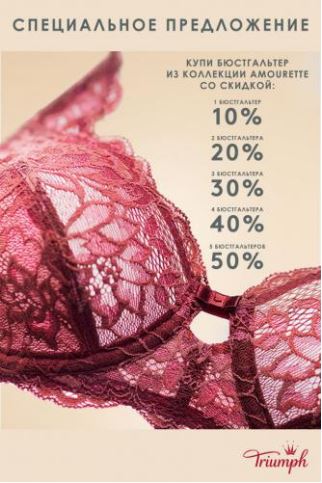 СПЕЦИАЛЬНОЕ ПРЕДЛОЖЕНИЕ
КУПИ БЮСТГАЛЬТЕР
ИЗ КОЛЛЕКЦИИ AMOURETTE
СО СКИДКОЙ:
1 БЮСТГАЛЬТЕР
10%
2 БЮСТГАЛЬТЕРА
20%
3 БЮСТГАЛЬТЕРА
30%
4 БЮСТГАЛЬТЕРА
40%
5 БЮСТГАЛЬТЕРОВ
50%
Triumph